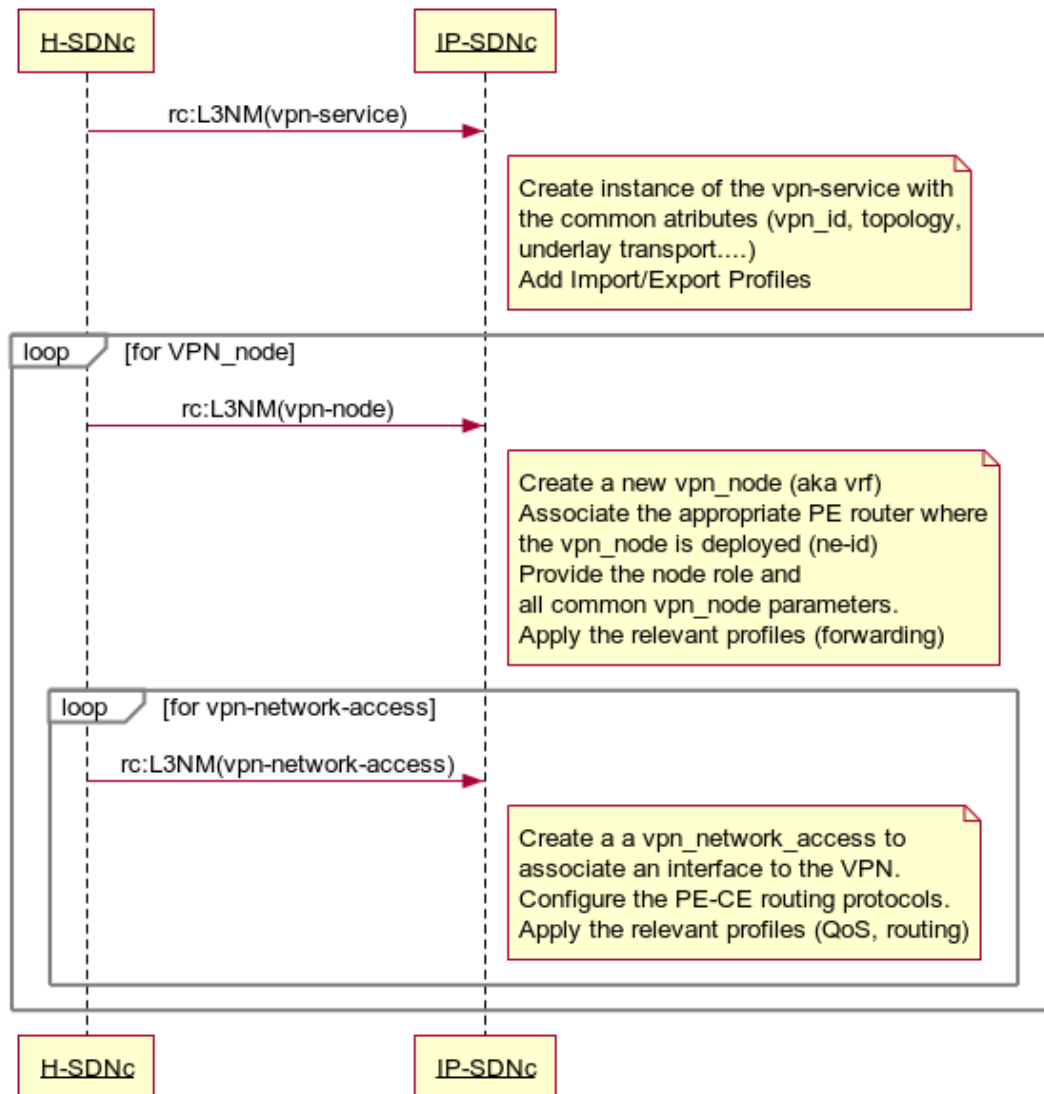 H-SDNc
IP-SDNc
rc:L3NM(vpn-service)
Create instance of the vpn-service with
the common atributes (vpn_id, topology,
underlay transport....)
Add Import/Export Profiles
loop
[for VPN_node]
rc:L3NM(vpn-node)
Create a new vpn_node (aka vrf)
Associate the appropriate PE router where
the vpn_node is deployed (ne-id)
Provide the node role and
all common vpn_node parameters.
Apply the relevant profiles (forwarding)
loop
[for vpn-network-access]
rc:L3NM(vpn-network-access)
Create a a vpn_network_access to
associate an interface to the VPN.
Configure the PE-CE routing protocols.
Apply the relevant profiles (QoS, routing)
H-SDNc
IP-SDNc